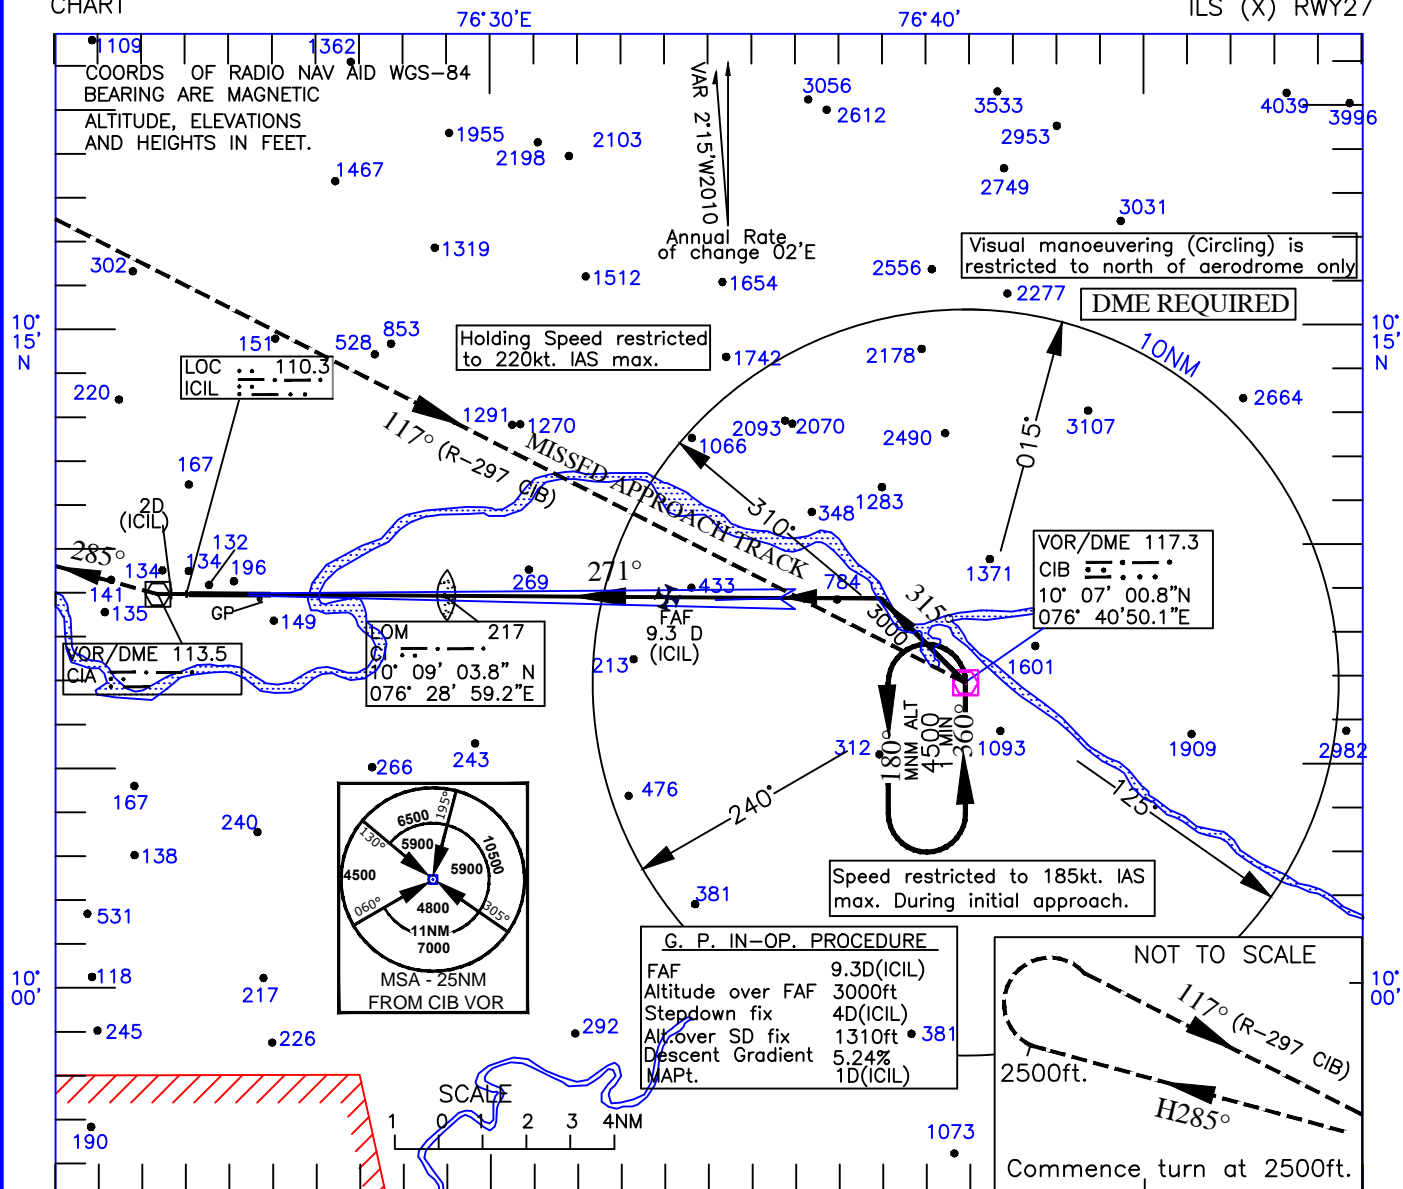 CHART
ILS (X) RWY27
76°30'E
76°40'
1109
1362
COORDS OF RADIO NAV AID WGS-84
BEARING ARE MAGNETIC
ALTITUDE, ELEVATIONS
AND HEIGHTS IN FEET.
VAR 2°15'W2010
Annual Rate
of change 02'E
3056
2612
3533
2953
4039
3996
1955
2198
2103
1467
2749
3031
1319
1512
1654
2556
2277
302
Visual manoeuvering (Circling) is
restricted to north of aerodrome only
DME REQUIRED
10NM
10°
15'
N
10°
15'
N
151
528
853
Holding Speed restricted
to 220kt. IAS max.
1742
2178
2664
LOC 110.3
ICIL
220
1291
1270
117° (R-297 CIB)
MISSED APPROACH TRACK
1066
2093
2070
2490
3107
015°
310°
348
1283
1371
167
2D
(ICIL)
285°
134
134
132
196
141
135
GP
149
269
271°
433
784
FAF
9.3 D
(ICIL)
213
315°
3000
VOR/DME 117.3
CIB
10° 07' 00.8"N
076° 40'50.1"E
1601
VOR/DME 113.5
CIA
LOM 217
CI
10° 09' 03.8" N
076° 28' 59.2"E
180°
MNM ALT
4500
1 MIN
360°
312
1093
1909
2982
243
266
476
240°
125°
167
240
138
531
118
217
245
226
292
381
190
6500
5900
10500
5900
4500
4800
11NM
7000
130°
195°
060°
305°
MSA - 25NM
FROM CIB VOR
Speed restricted to 185kt. IAS
max. During initial approach.
G. P. IN-OP. PROCEDURE
FAF 9.3D(ICIL)
Altitude over FAF 3000ft
Stepdown fix 4D(ICIL)
Alt.over SD fix 1310ft
Descent Gradient 5.24%
MAPt. 1D(ICIL)
381
1073
NOT TO SCALE
117° (R-297 CIB)
2500ft.
H285°
Commence turn at 2500ft.
10°
00'
10°
00'
SCALE
1 0 1 2 3 4NM